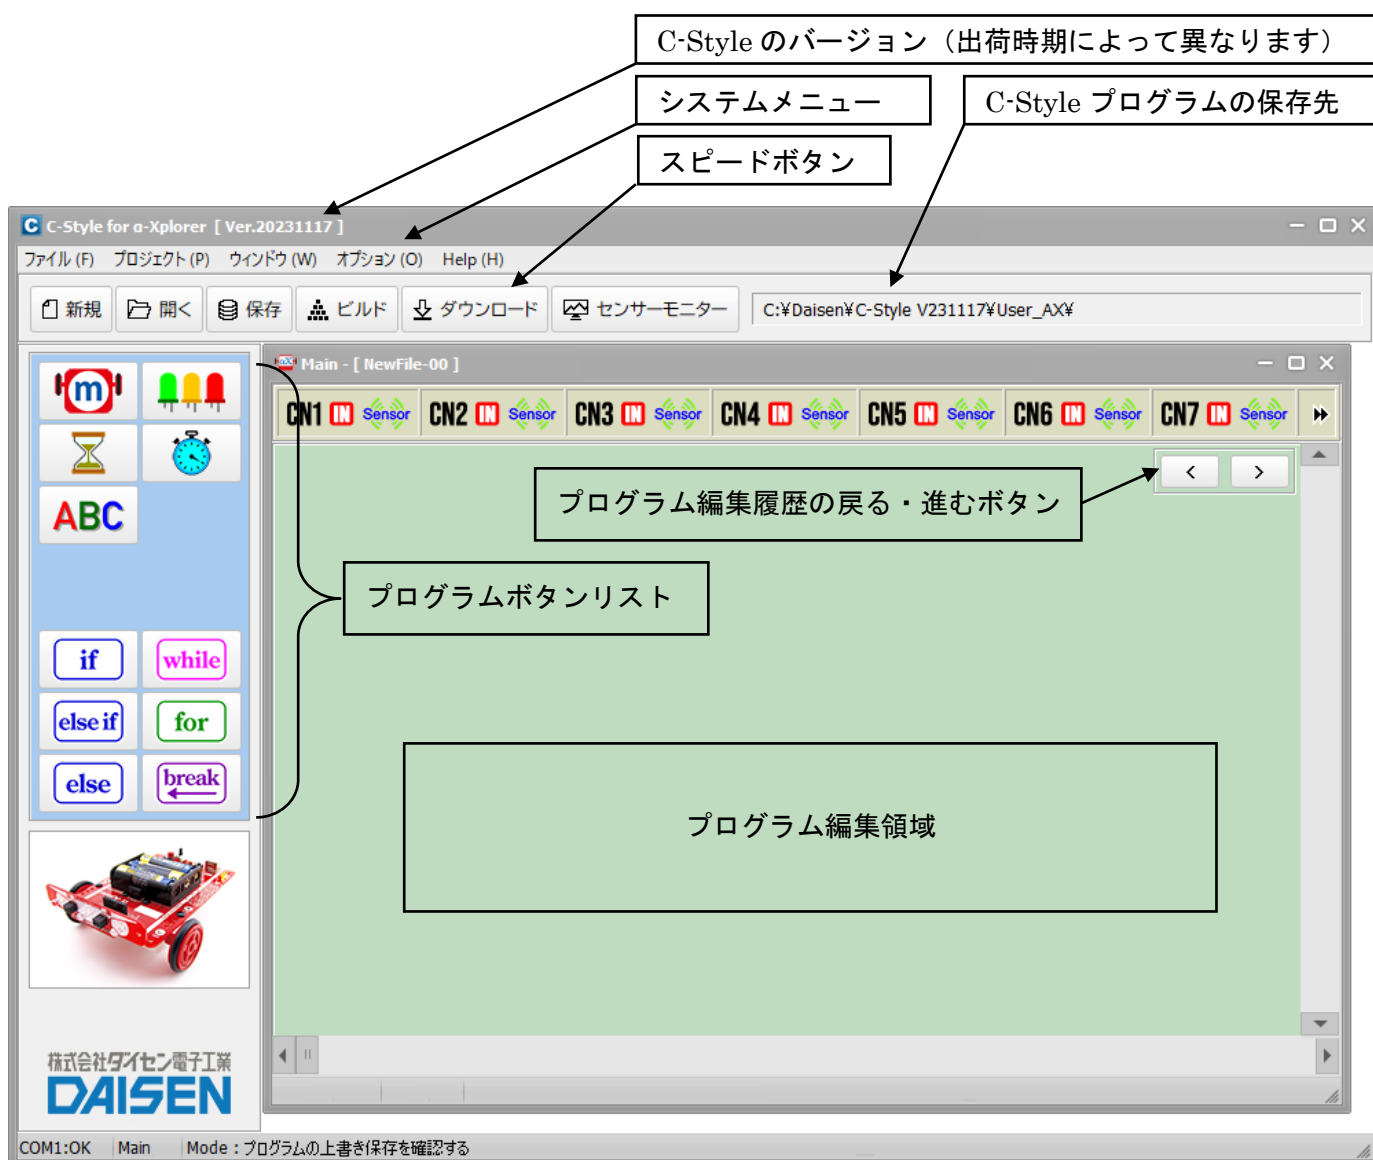 C-Style のバージョン（出荷時期によって異なります）
システムメニュー
C-Style プログラムの保存先
スピードボタン
C-Style for α-Xplorer [ Ver.20231117 ]
ファイル (F) プロジェクト (P) ウィンドウ (W) オプション (O) Help (H)
新規 開く 保存 ビルド ダウンロード センサーモニター C:¥Daisen¥C-Style V231117¥User_AX¥
Main - [ NewFile-00 ]
m
CN1 IN Sensor CN2 IN Sensor CN3 IN Sensor CN4 IN Sensor CN5 IN Sensor CN6 IN Sensor CN7 IN Sensor
< >
プログラム編集履歴の戻る・進むボタン
ABC
プログラムボタンリスト
if while
else if for
else break
プログラム編集領域
株式会社ダイセン電子工業
DAISEN
COM1:OK Main Mode：プログラムの上書き保存を確認する